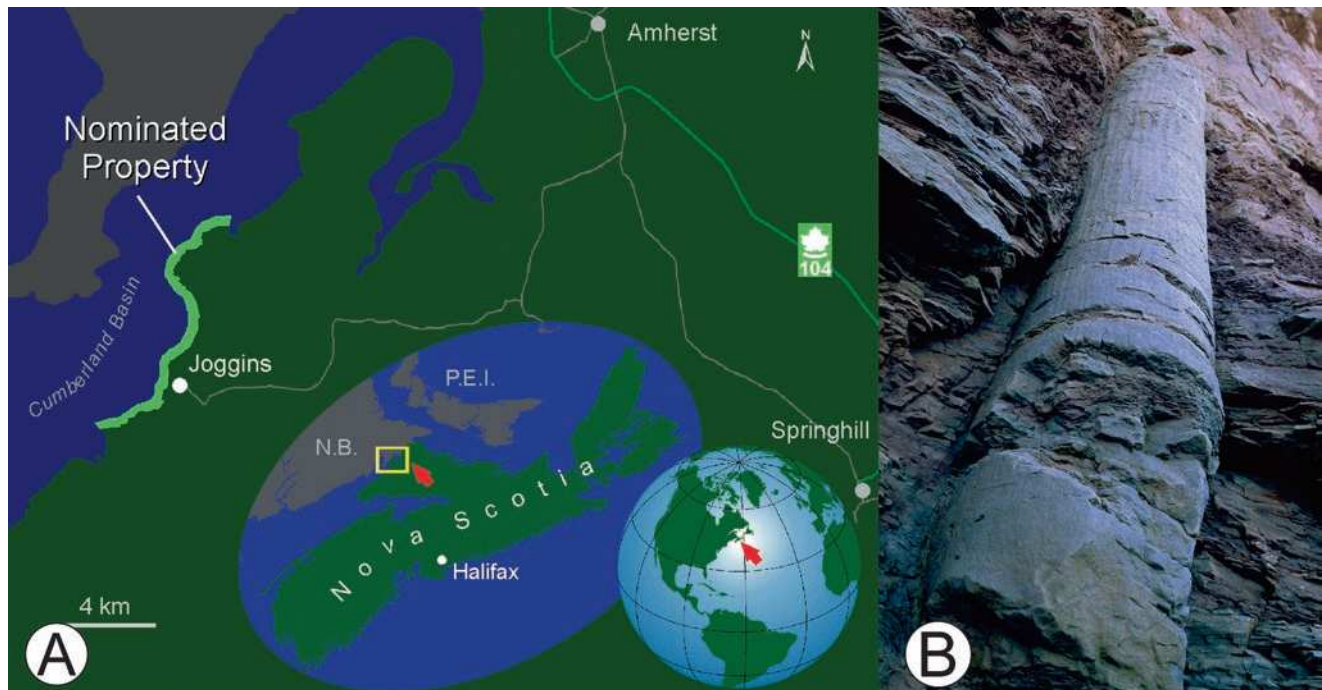 Amherst
N
Nominated
Property
104
Cumberland Basin
Joggins
P.E.I.
N.B.
Springhill
Nova Scotia
Halifax
4 km
A
B